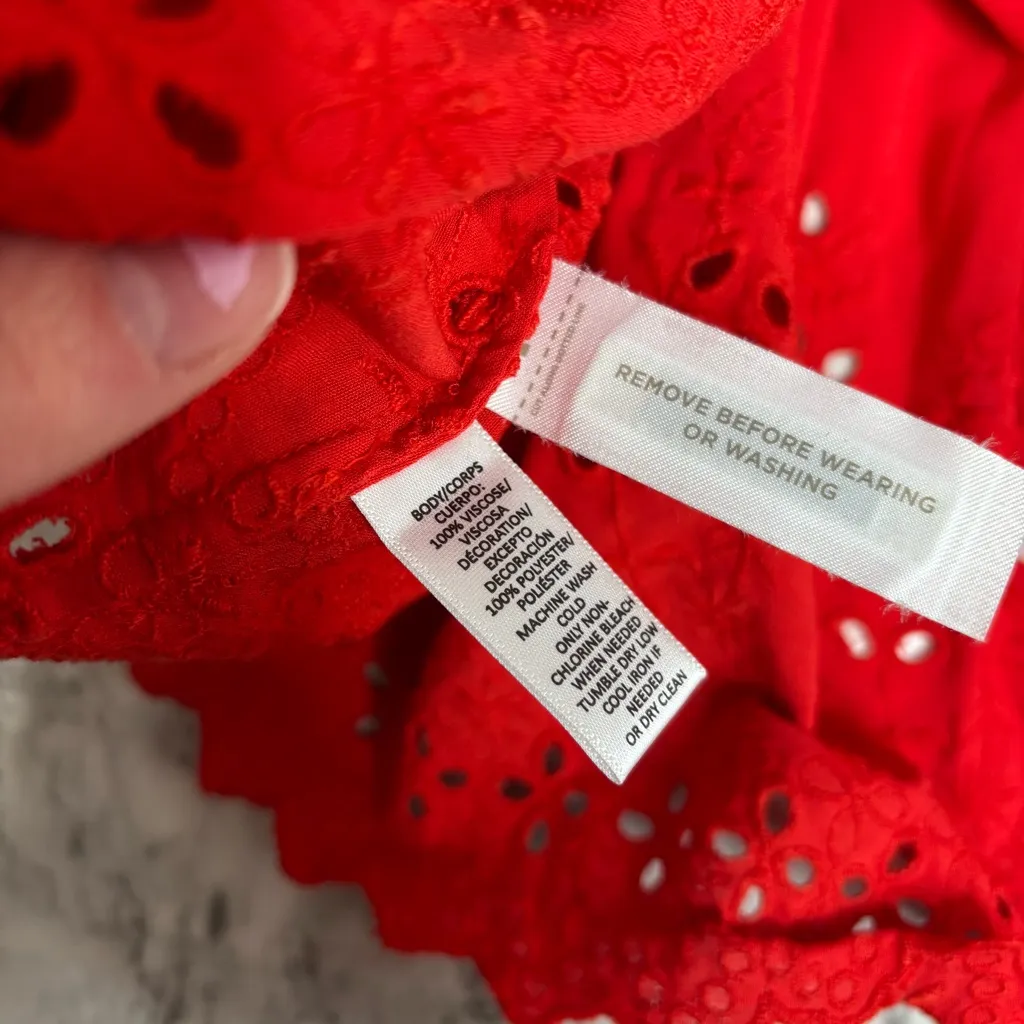 BODY/CORPS
CUERPO:
100% VISCOSE/
VISCOSA
DÉCORATION/
EXCEPTO
DECORACIÓN
100% POLYESTER/
POLIÉSTER
MACHINE WASH
COLD
ONLY NON-
CHLORINE BLEACH
WHEN NEEDED
TUMBLE DRY LOW
COOL IRON IF
NEEDED
OR DRY CLEAN
REMOVE BEFORE WEARING
OR WASHING